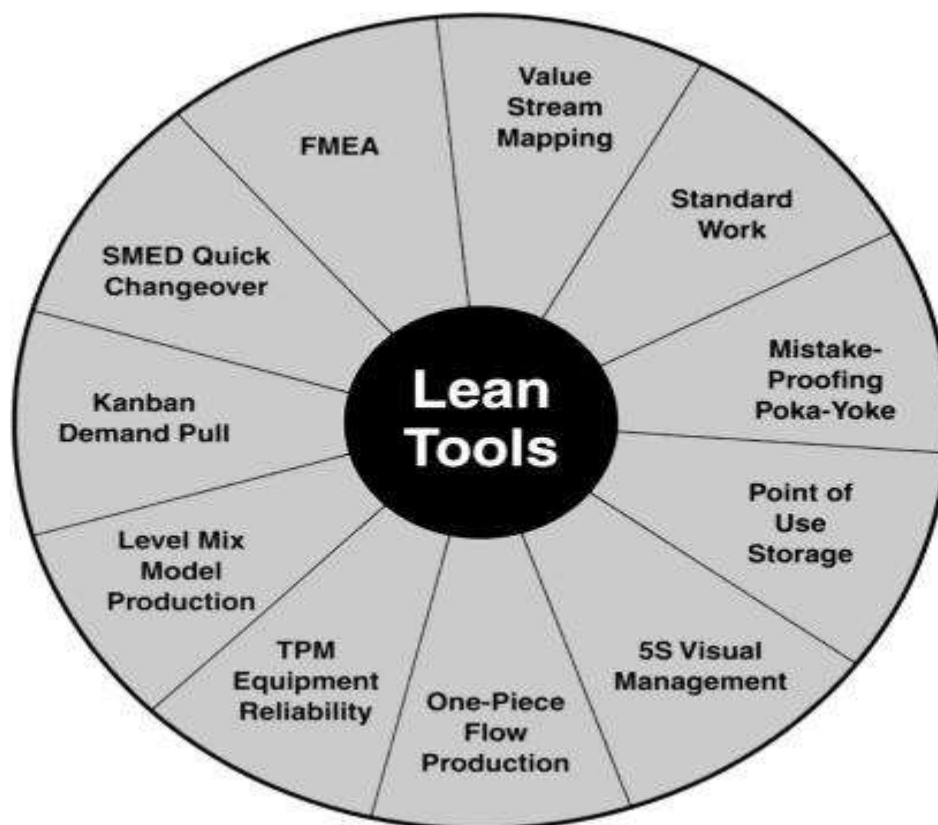 Value
Stream
Mapping
Standard
Work
Mistake-
Proofing
Poka-Yoke
Point of
Use
Storage
5S Visual
Management
One-Piece
Flow
Production
TPM
Equipment
Reliability
Level Mix
Model
Production
Kanban
Demand Pull
SMED Quick
Changeover
FMEA
Lean
Tools